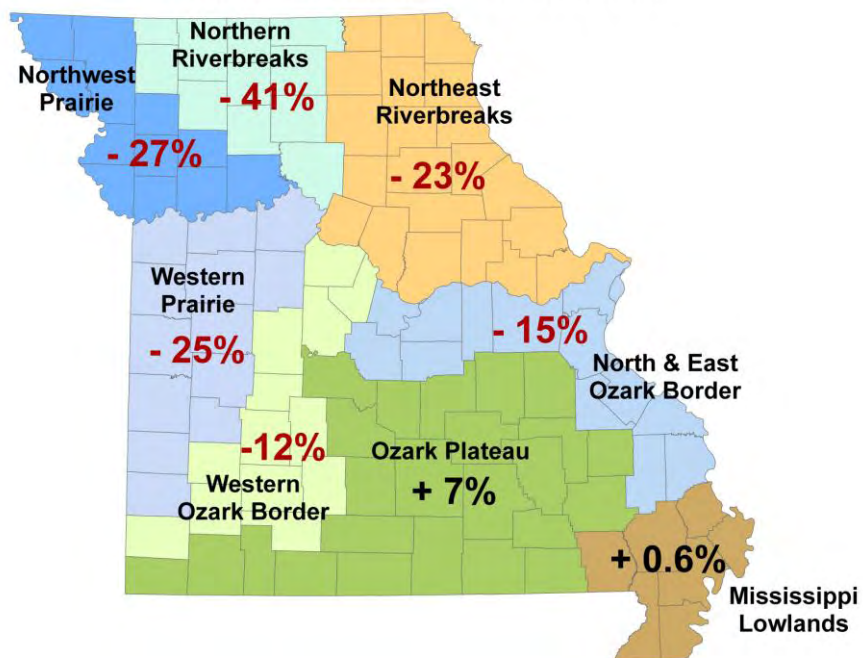 Northern
Riverbreaks
- 41%
Northwest
Prairie
- 27%
Northeast
Riverbreaks
- 23%
Western
Prairie
- 25%
- 15%
North & East
Ozark Border
-12%
Western
Ozark Border
Ozark Plateau
+ 7%
+ 0.6%
Mississippi
Lowlands